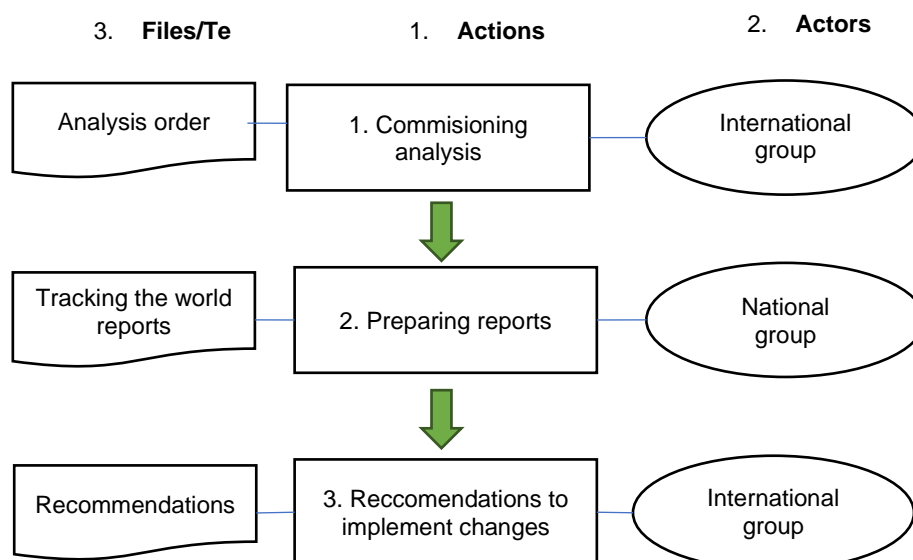 3. Files/Te
1. Actions
2. Actors
Analysis order
1. Commisioning
analysis
International
group
Tracking the world
reports
2. Preparing reports
National
group
Recommendations
3. Reccomendations to
implement changes
International
group